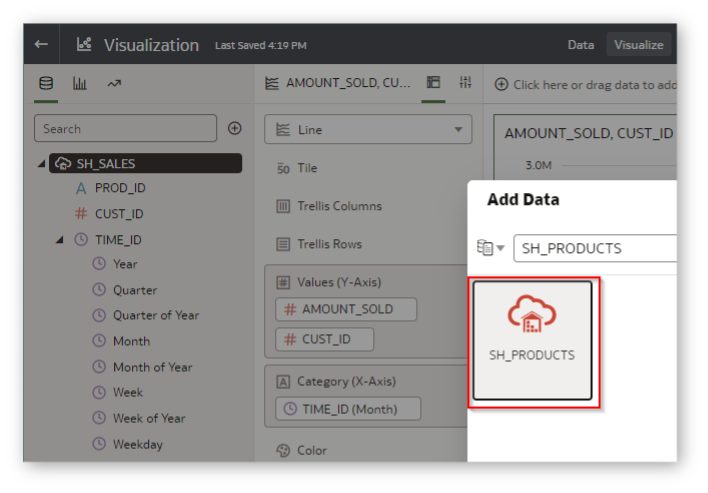 Visualization Last Saved 4:19 PM Data Visualize
AMOUNT_SOLD, CU... Click here or drag data to add
Search
SH_SALES
A PROD_ID
# CUST_ID
TIME_ID
Year
Quarter
Quarter of Year
Month
Month of Year
Week
Week of Year
Weekday
Line
50 Tile
Trellis Columns
Trellis Rows
# Values (Y-Axis)
# AMOUNT_SOLD
# CUST_ID
A Category (X-Axis)
TIME_ID (Month)
Color
AMOUNT_SOLD, CUST_ID
3.0M
Add Data
SH_PRODUCTS
SH_PRODUCTS